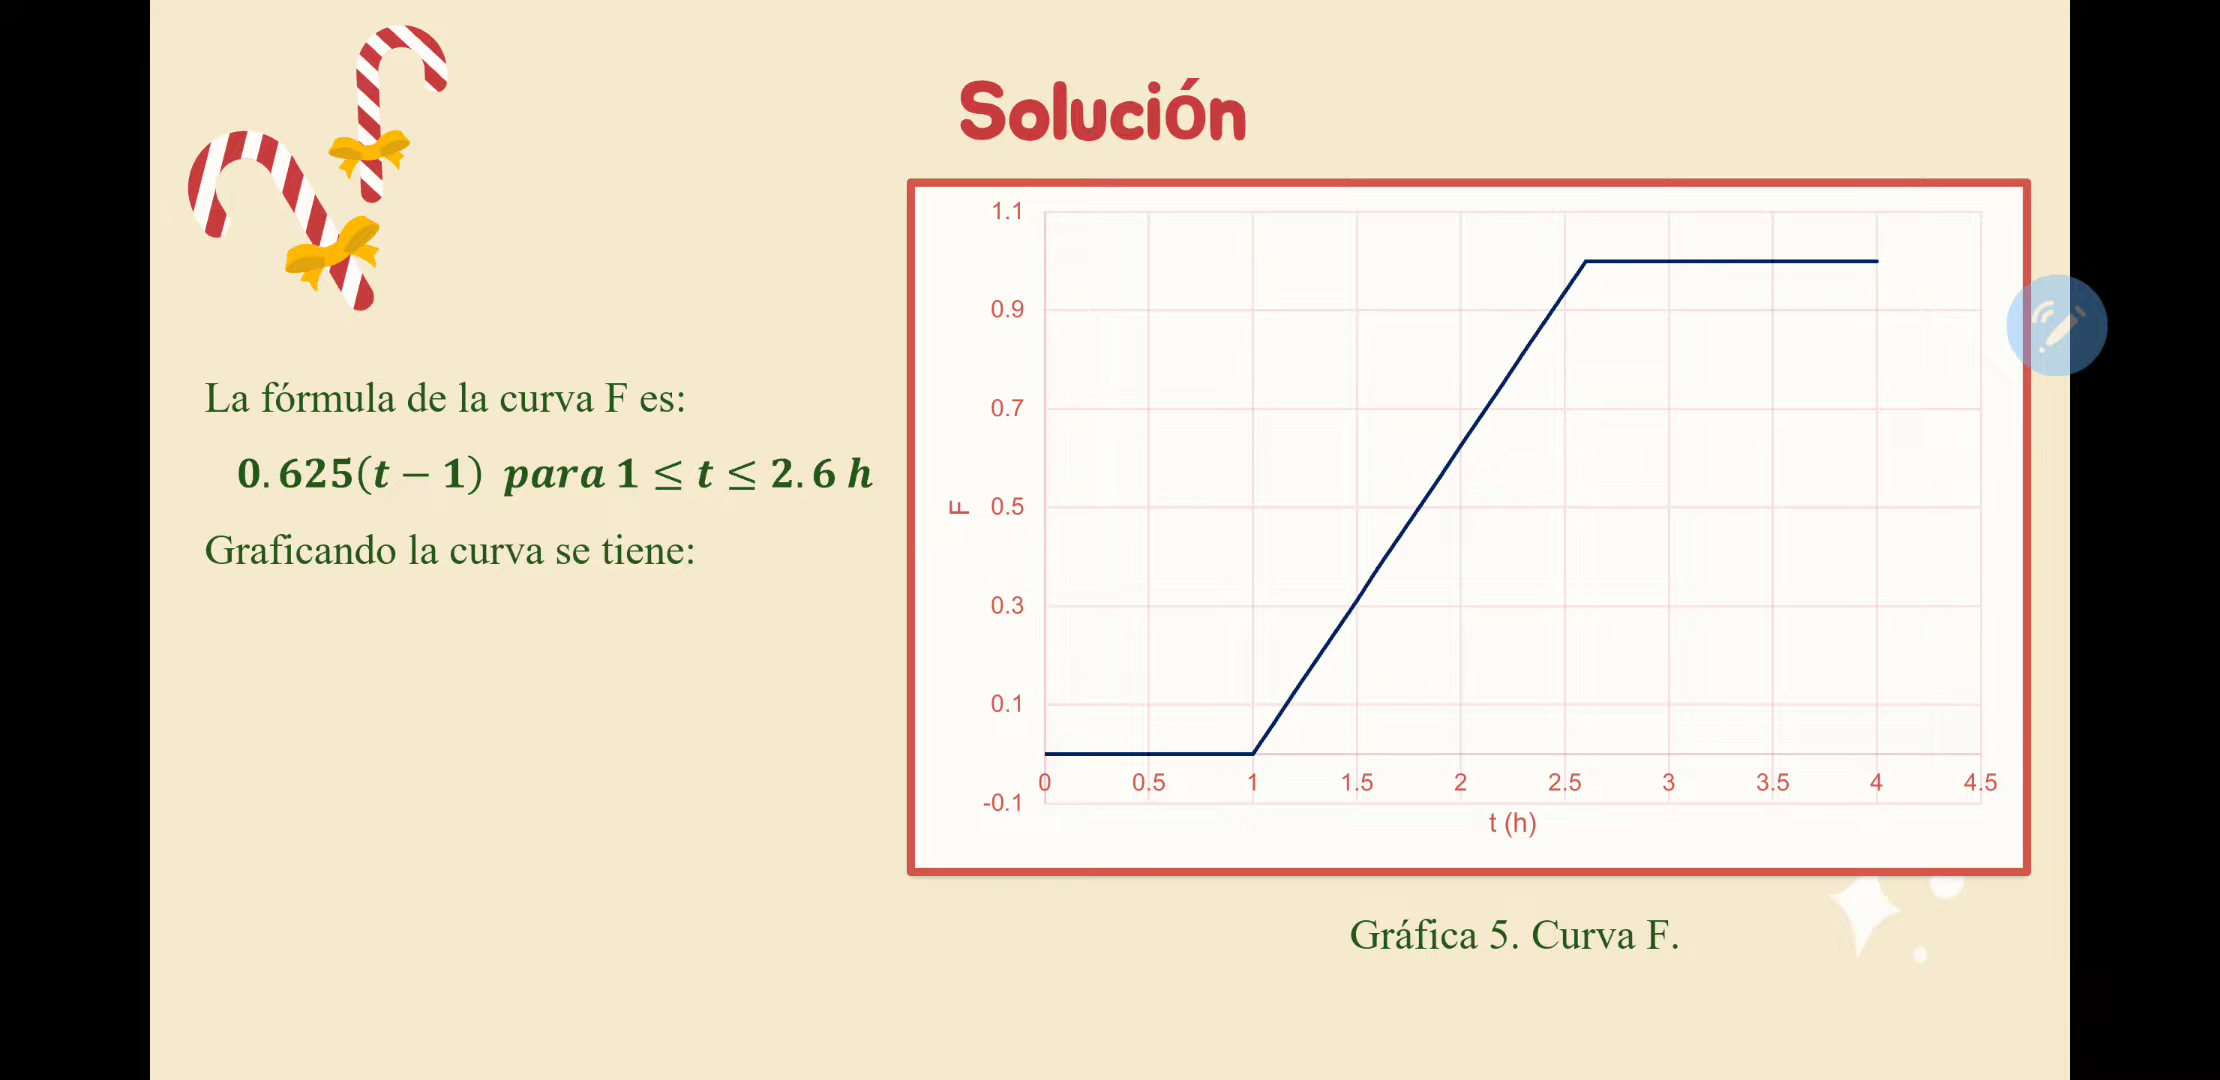 Solución
La fórmula de la curva F es:
0.625(t − 1) para 1 ≤ t ≤ 2.6 h
Graficando la curva se tiene:
1.1
0.9
0.7
F 0.5
0.3
0.1
0 0.5 1 1.5 2 2.5 3 3.5 4 4.5
-0.1
t (h)
Gráfica 5. Curva F.